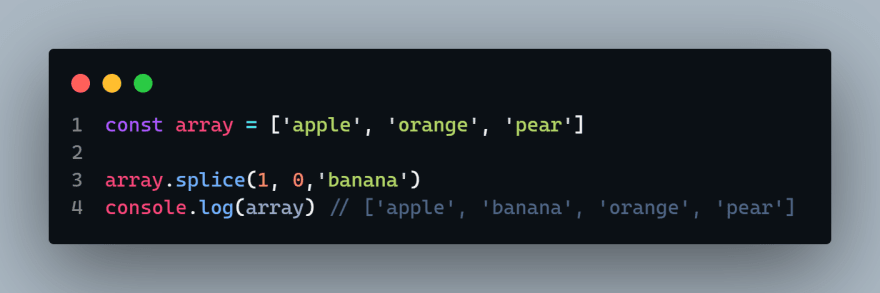 1 const array = ['apple', 'orange', 'pear']
2
3 array.splice(1, 0,'banana')
4 console.log(array) // ['apple', 'banana', 'orange', 'pear']